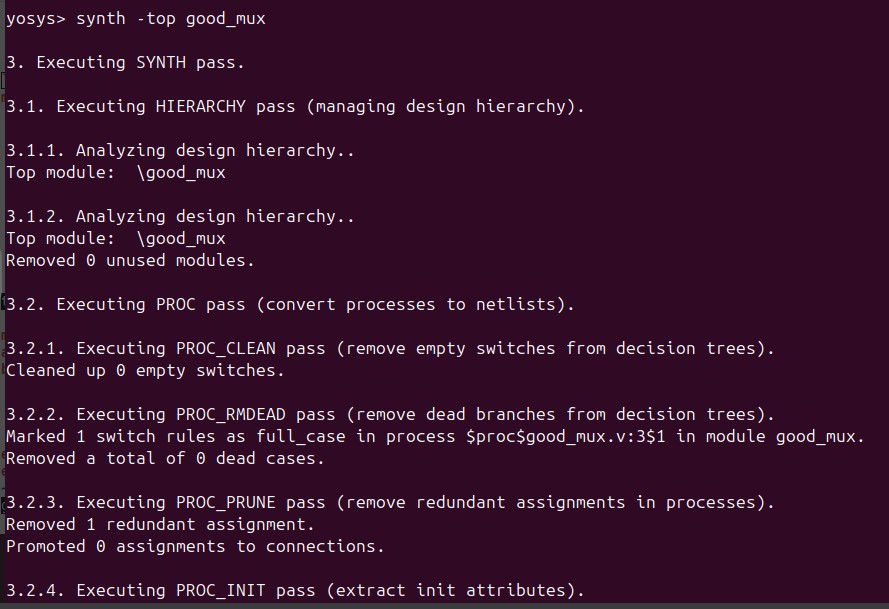 yosys> synth -top good_mux
3. Executing SYNTH pass.
3.1. Executing HIERARCHY pass (managing design hierarchy).
3.1.1. Analyzing design hierarchy..
Top module:  \good_mux
3.1.2. Analyzing design hierarchy..
Top module:  \good_mux
Removed 0 unused modules.
3.2. Executing PROC pass (convert processes to netlists).
3.2.1. Executing PROC_CLEAN pass (remove empty switches from decision trees).
Cleaned up 0 empty switches.
3.2.2. Executing PROC_RMDEAD pass (remove dead branches from decision trees).
Marked 1 switch rules as full_case in process $proc$good_mux.v:3$1 in module good_mux.
Removed a total of 0 dead cases.
3.2.3. Executing PROC_PRUNE pass (remove redundant assignments in processes).
Removed 1 redundant assignment.
Promoted 0 assignments to connections.
3.2.4. Executing PROC_INIT pass (extract init attributes).